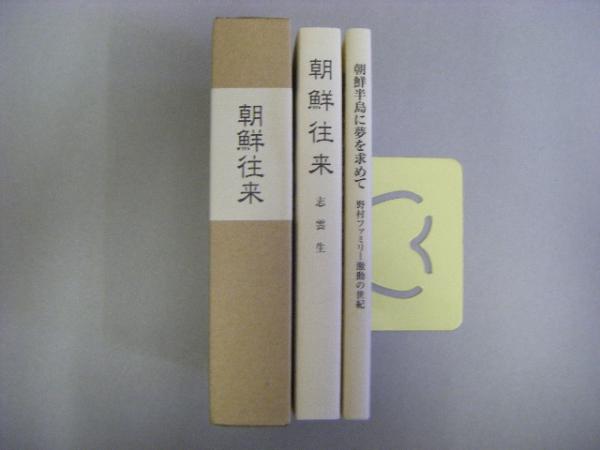 朝鮮往来
朝鮮往来
志雲生
朝鮮半島に夢を求めて
野村ファミリー激動の世紀